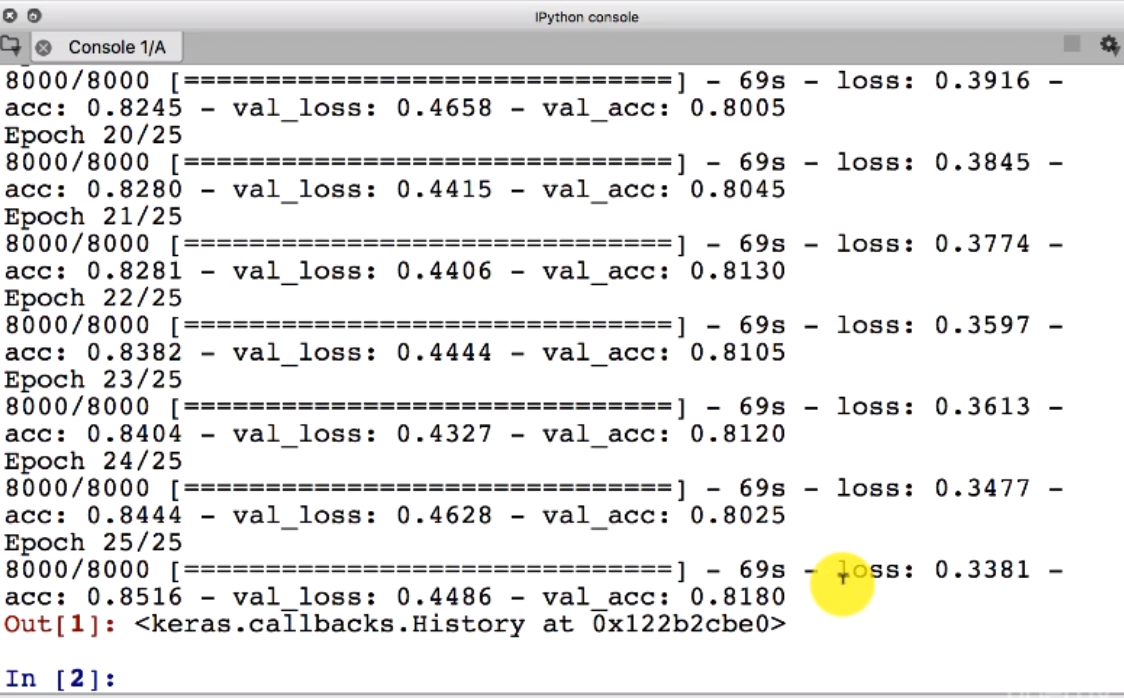 IPython console
Console 1/A
8000/8000 [==============================] - 69s - loss: 0.3916 -
acc: 0.8245 - val_loss: 0.4658 - val_acc: 0.8005
Epoch 20/25
8000/8000 [==============================] - 69s - loss: 0.3845 -
acc: 0.8280 - val_loss: 0.4415 - val_acc: 0.8045
Epoch 21/25
8000/8000 [==============================] - 69s - loss: 0.3774 -
acc: 0.8281 - val_loss: 0.4406 - val_acc: 0.8130
Epoch 22/25
8000/8000 [==============================] - 69s - loss: 0.3597 -
acc: 0.8382 - val_loss: 0.4444 - val_acc: 0.8105
Epoch 23/25
8000/8000 [==============================] - 69s - loss: 0.3613 -
acc: 0.8404 - val_loss: 0.4327 - val_acc: 0.8120
Epoch 24/25
8000/8000 [==============================] - 69s - loss: 0.3477 -
acc: 0.8444 - val_loss: 0.4628 - val_acc: 0.8025
Epoch 25/25
8000/8000 [==============================] - 69s - loss: 0.3381 -
acc: 0.8516 - val_loss: 0.4486 - val_acc: 0.8180
Out[1]: <keras.callbacks.History at 0x122b2cbe0>
In [2]: